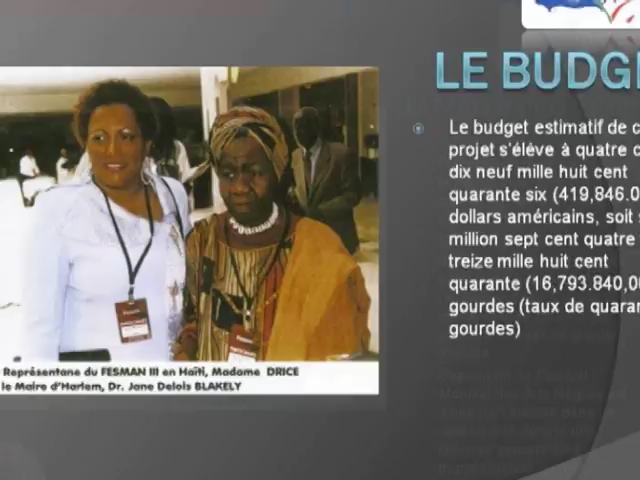 LE BUDG
Le budget estimatif de c
projet s'élève à quatre c
dix neuf mille huit cent
quarante six (419,846.0
dollars américains, soit s
million sept cent quatre
treize mille huit cent
quarante (16,793.840,00
gourdes (taux de quaran
gourdes)
Représentane du FESMAN III en Haïti, Madame DRICE
le Maire d'Harlem, Dr. Jane Delois BLAKELY